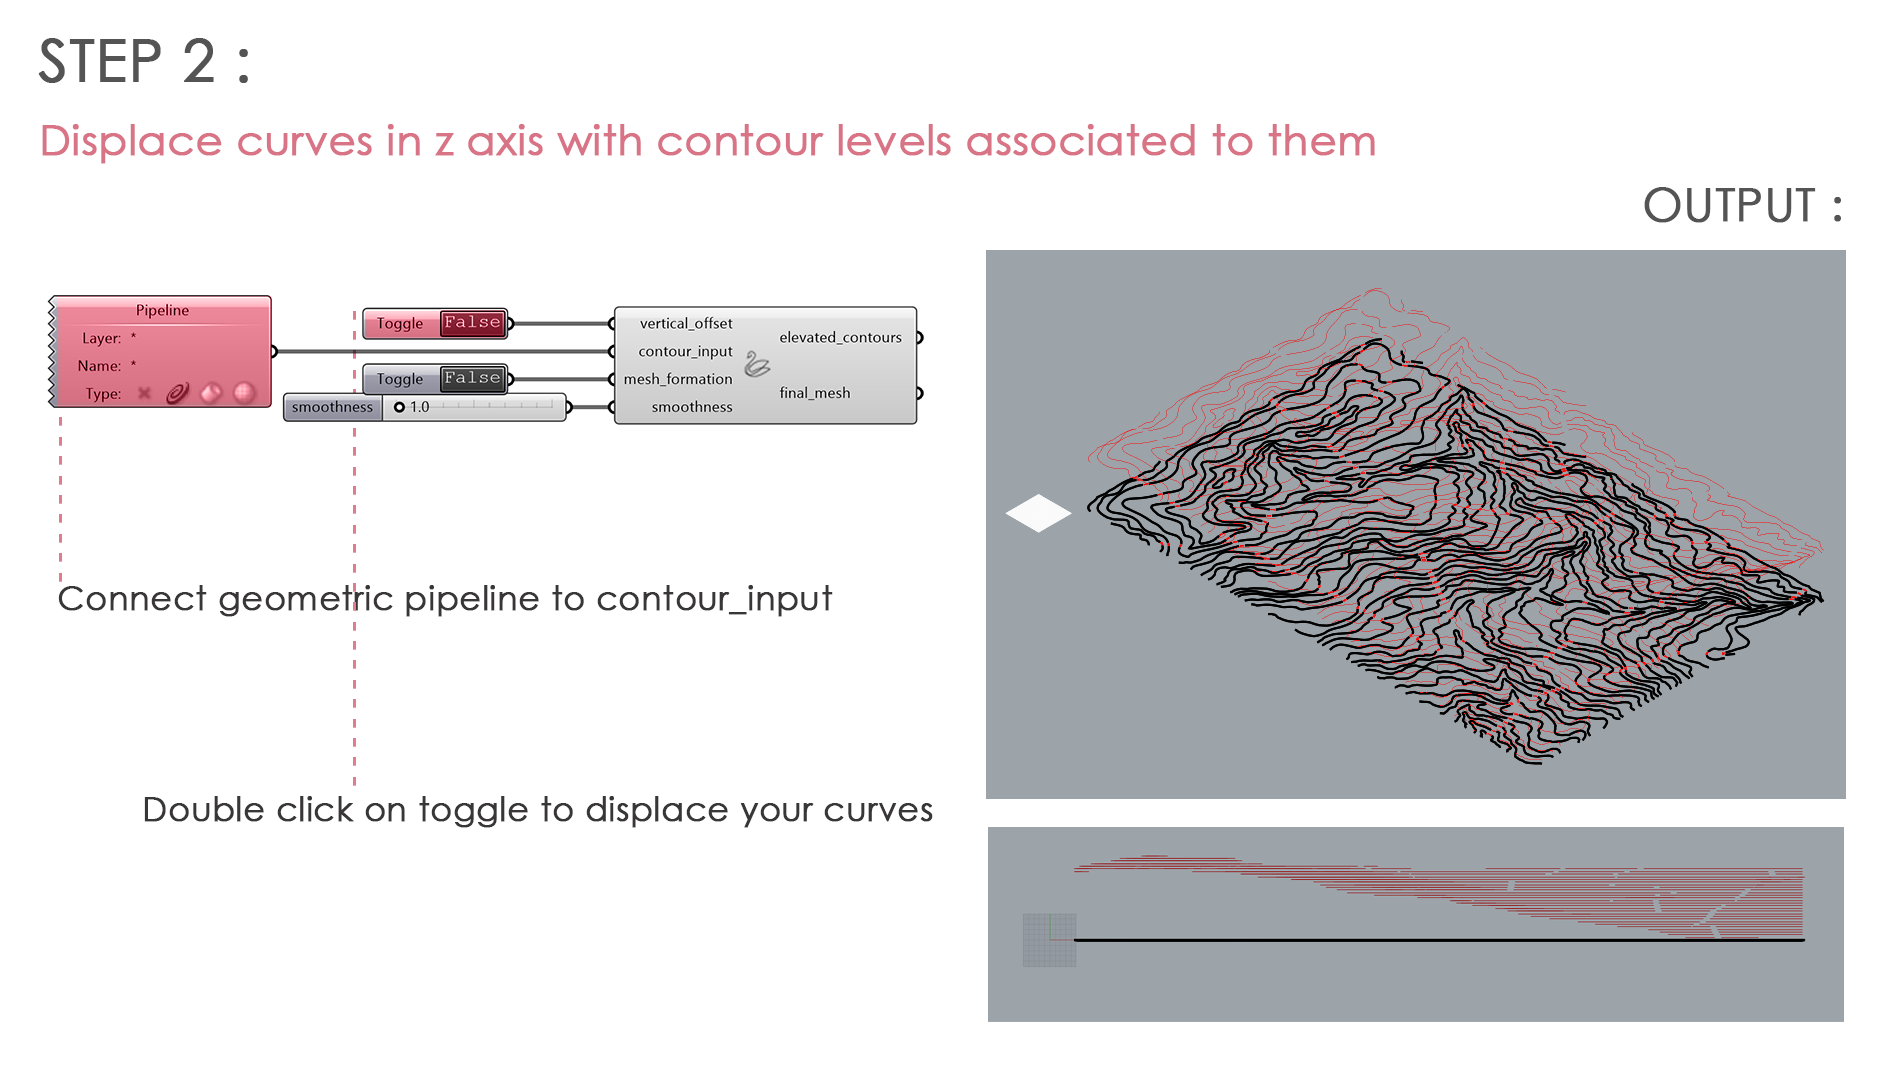 STEP 2 :
Displace curves in z axis with contour levels associated to them
OUTPUT :
Pipeline
Layer: *
Name: *
Type:
Toggle False
Toggle False
smoothness 1.0
vertical_offset
contour_input
mesh_formation
smoothness
elevated_contours
final_mesh
Connect geometric pipeline to contour_input
Double click on toggle to displace your curves